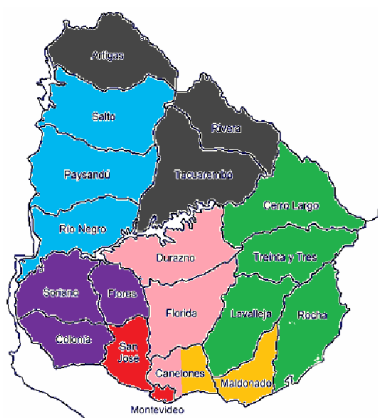 Artigas
Salto
Rivera
Paysandú
Tacuarembó
Cerro Largo
Río Negro
Durazno
Treinta y Tres
Soriano
Flores
Florida
Lavalleja
Rocha
Colonia
San
José
Canelones
Maldonado
Montevideo